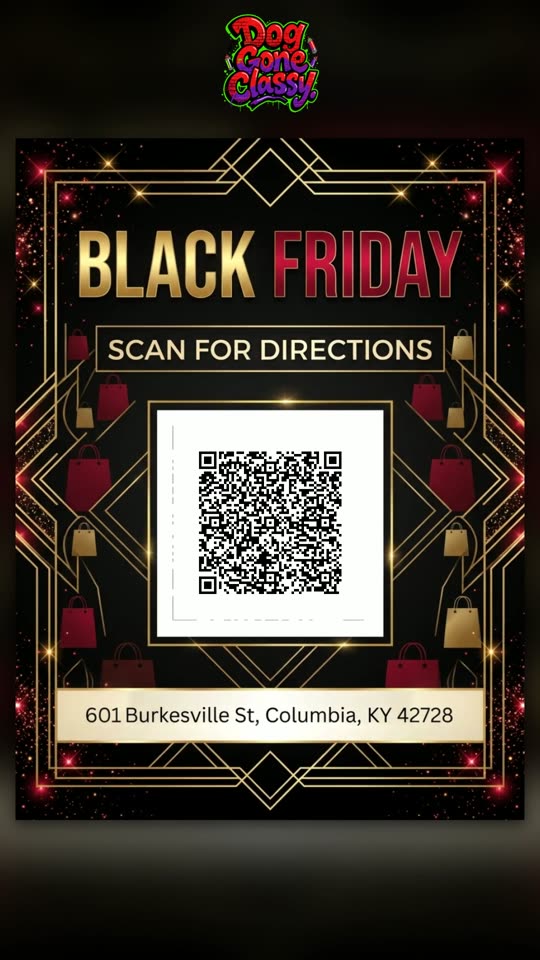 Dog
Gone
Classy.
BLACK FRIDAY
SCAN FOR DIRECTIONS
601 Burkesville St, Columbia, KY 42728